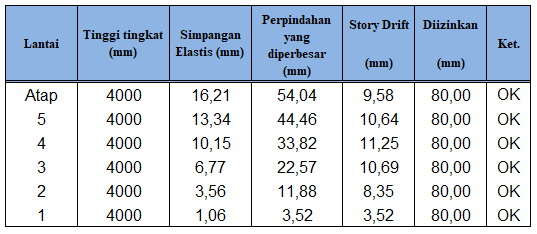 Lantai | Tinggi tingkat (mm) | Simpangan Elastis (mm) | Perpindahan yang diperbesar (mm) | Story Drift (mm) | Diizinkan (mm) | Ket.
Atap | 4000 | 16,21 | 54,04 | 9,58 | 80,00 | OK
5 | 4000 | 13,34 | 44,46 | 10,64 | 80,00 | OK
4 | 4000 | 10,15 | 33,82 | 11,25 | 80,00 | OK
3 | 4000 | 6,77 | 22,57 | 10,69 | 80,00 | OK
2 | 4000 | 3,56 | 11,88 | 8,35 | 80,00 | OK
1 | 4000 | 1,06 | 3,52 | 3,52 | 80,00 | OK